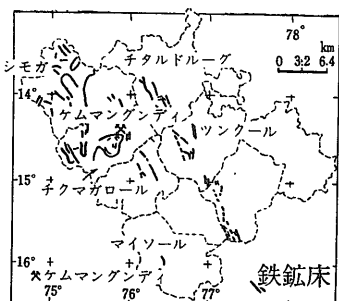 78°
km
0 3·2 6.4
シモガ
チタルドルーグ
14°
ケムマングンディ
ツンクール
15°
チクマガロール
マイソール
16°
ケムマングンディ
鉄鉱床
75° 76° 77°